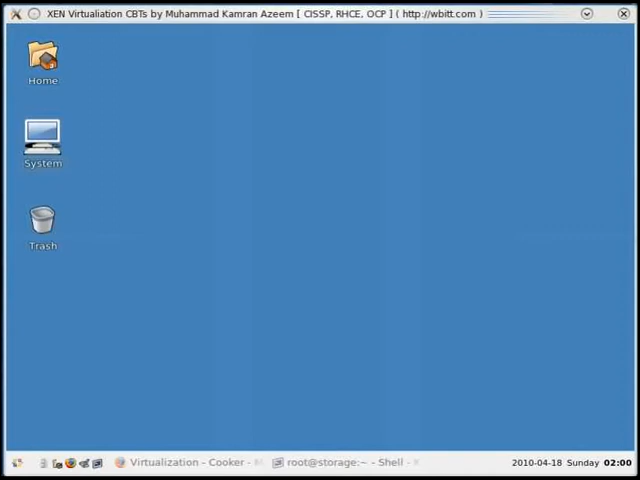 XEN Virtualiation CBTs by Muhammad Kamran Azeem [ CISSP, RHCE, OCP ] ( http://wbitt.com )
Home
System
Trash
Virtualization - Cooker -
root@storage:~ - Shell -
2010-04-18 Sunday 02:00